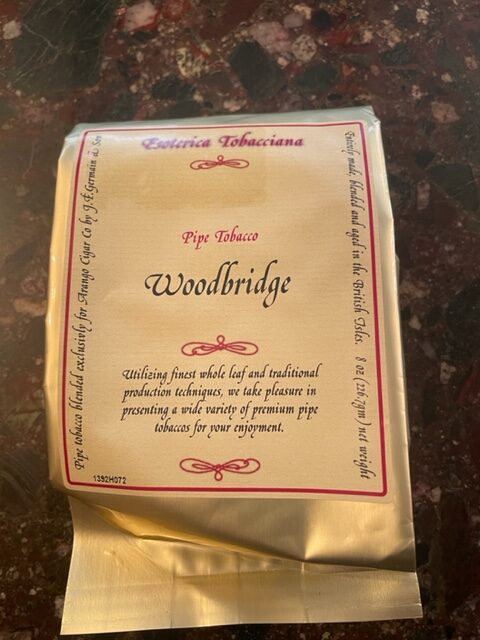 Esoterica Tobacciana
Pipe Tobacco
Woodbridge
Utilizing finest whole leaf and traditional
production techniques, we take pleasure in
presenting a wide variety of premium pipe
tobaccos for your enjoyment.
Pipe tobacco blended exclusivly for Arango Cigar Co by J.F.Germain & Son
Entirely made, blended and aged in the British Isles. 8 oz (226.7gm) net weight
1392H072